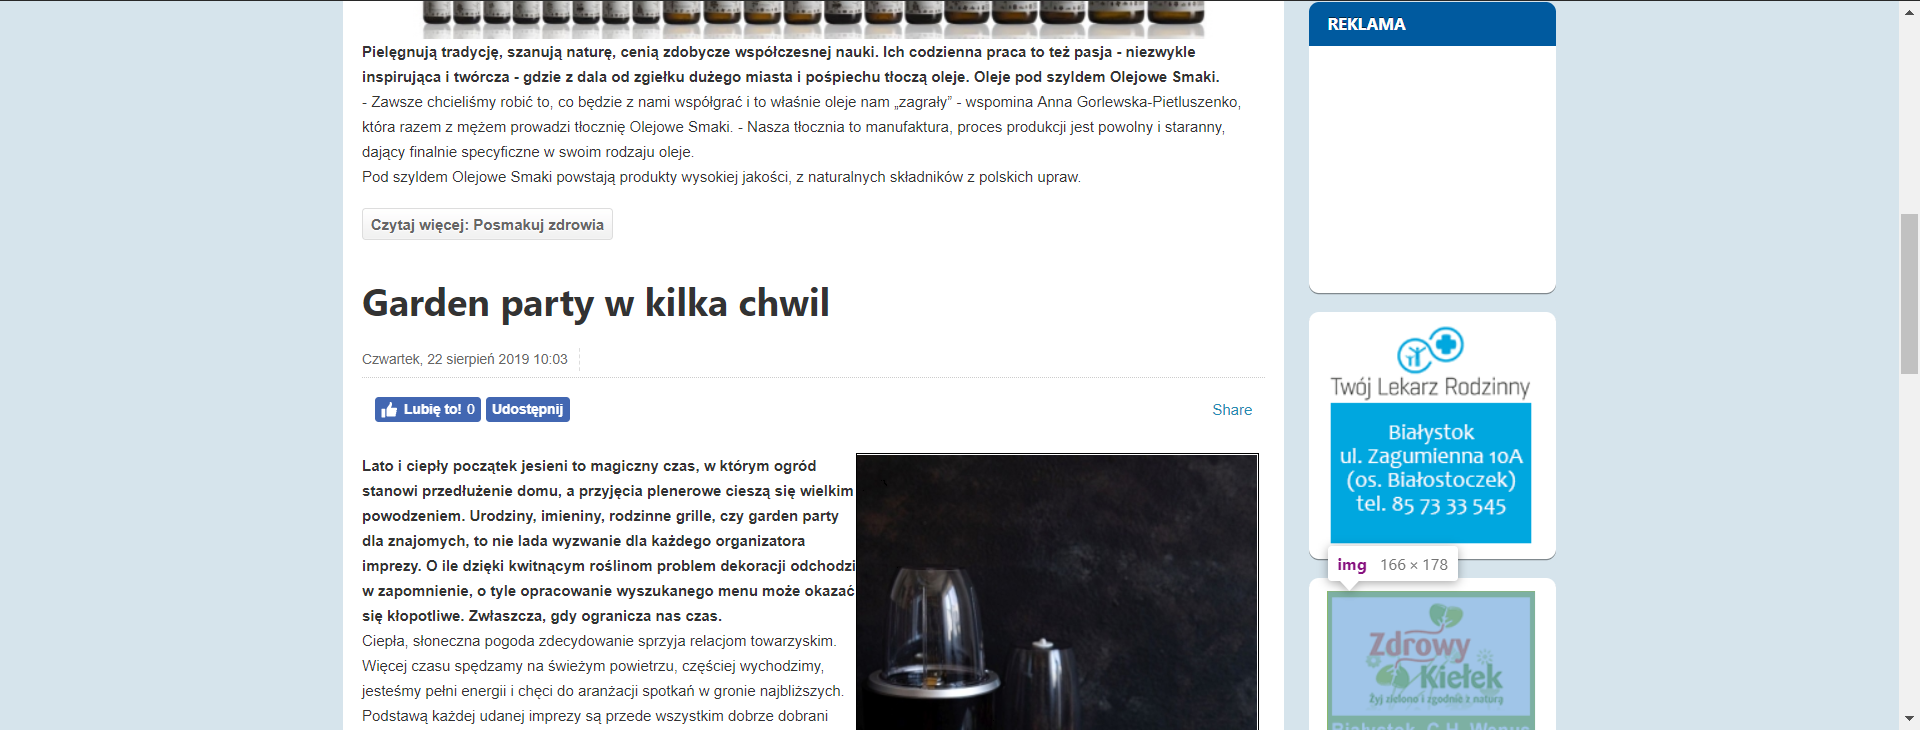 Pielęgnują tradycję, szanują naturę, cenią zdobycze współczesnej nauki. Ich codzienna praca to też pasja - niezwykle
inspirująca i twórcza - gdzie z dala od zgiełku dużego miasta i pośpiechu tłoczą oleje. Oleje pod szyldem Olejowe Smaki.
- Zawsze chcieliśmy robić to, co będzie z nami współgrać i to właśnie oleje nam „zagrały” - wspomina Anna Gorlewska-Pietluszenko,
która razem z mężem prowadzi tłocznię Olejowe Smaki. - Nasza tłocznia to manufaktura, proces produkcji jest powolny i staranny,
dający finalnie specyficzne w swoim rodzaju oleje.
Pod szyldem Olejowe Smaki powstają produkty wysokiej jakości, z naturalnych składników z polskich upraw.
Czytaj więcej: Posmakuj zdrowia
Garden party w kilka chwil
Czwartek, 22 sierpień 2019 10:03
Lubię to! 0 Udostępnij
Share
Lato i ciepły początek jesieni to magiczny czas, w którym ogród
stanowi przedłużenie domu, a przyjęcia plenerowe cieszą się wielkim
powodzeniem. Urodziny, imieniny, rodzinne grille, czy garden party
dla znajomych, to nie lada wyzwanie dla każdego organizatora
imprezy. O ile dzięki kwitnącym roślinom problem dekoracji odchodzi
w zapomnienie, o tyle opracowanie wyszukanego menu może okazać
się kłopotliwe. Zwłaszcza, gdy ogranicza nas czas.
Ciepła, słoneczna pogoda zdecydowanie sprzyja relacjom towarzyskim.
Więcej czasu spędzamy na świeżym powietrzu, częściej wychodzimy,
jesteśmy pełni energii i chęci do aranżacji spotkań w gronie najbliższych.
Podstawą każdej udanej imprezy są przede wszystkim dobrze dobrani
REKLAMA
Twój Lekarz Rodzinny
Białystok
ul. Zagumienna 10A
(os. Białostoczek)
tel. 85 73 33 545
img 166 × 178
Zdrowy
Kiełek
Żyj zielono i zgodnie z naturą
Białystok, C.H. Wenus